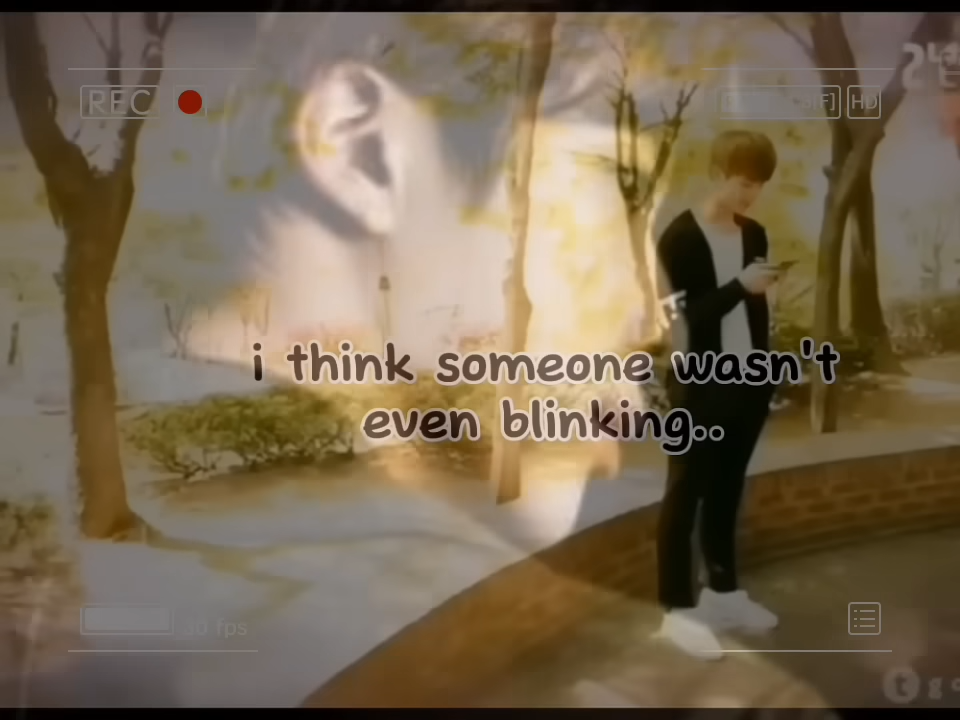 REC
HD
i think someone wasn't
even blinking..
30 fps